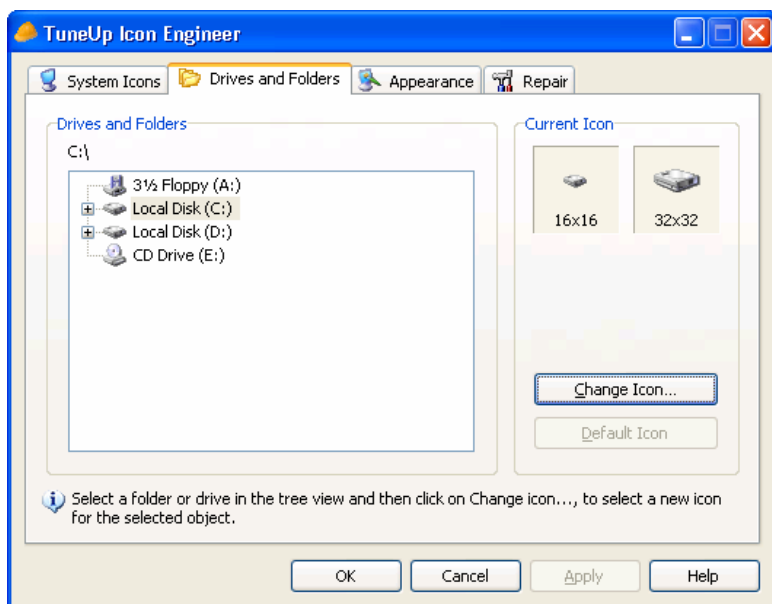 TuneUp Icon Engineer
System Icons
Drives and Folders
Appearance
Repair
Drives and Folders
C:\
3½ Floppy (A:)
Local Disk (C:)
Local Disk (D:)
CD Drive (E:)
Current Icon
16x16
32x32
Change Icon...
Default Icon
Select a folder or drive in the tree view and then click on Change icon..., to select a new icon
for the selected object.
OK
Cancel
Apply
Help